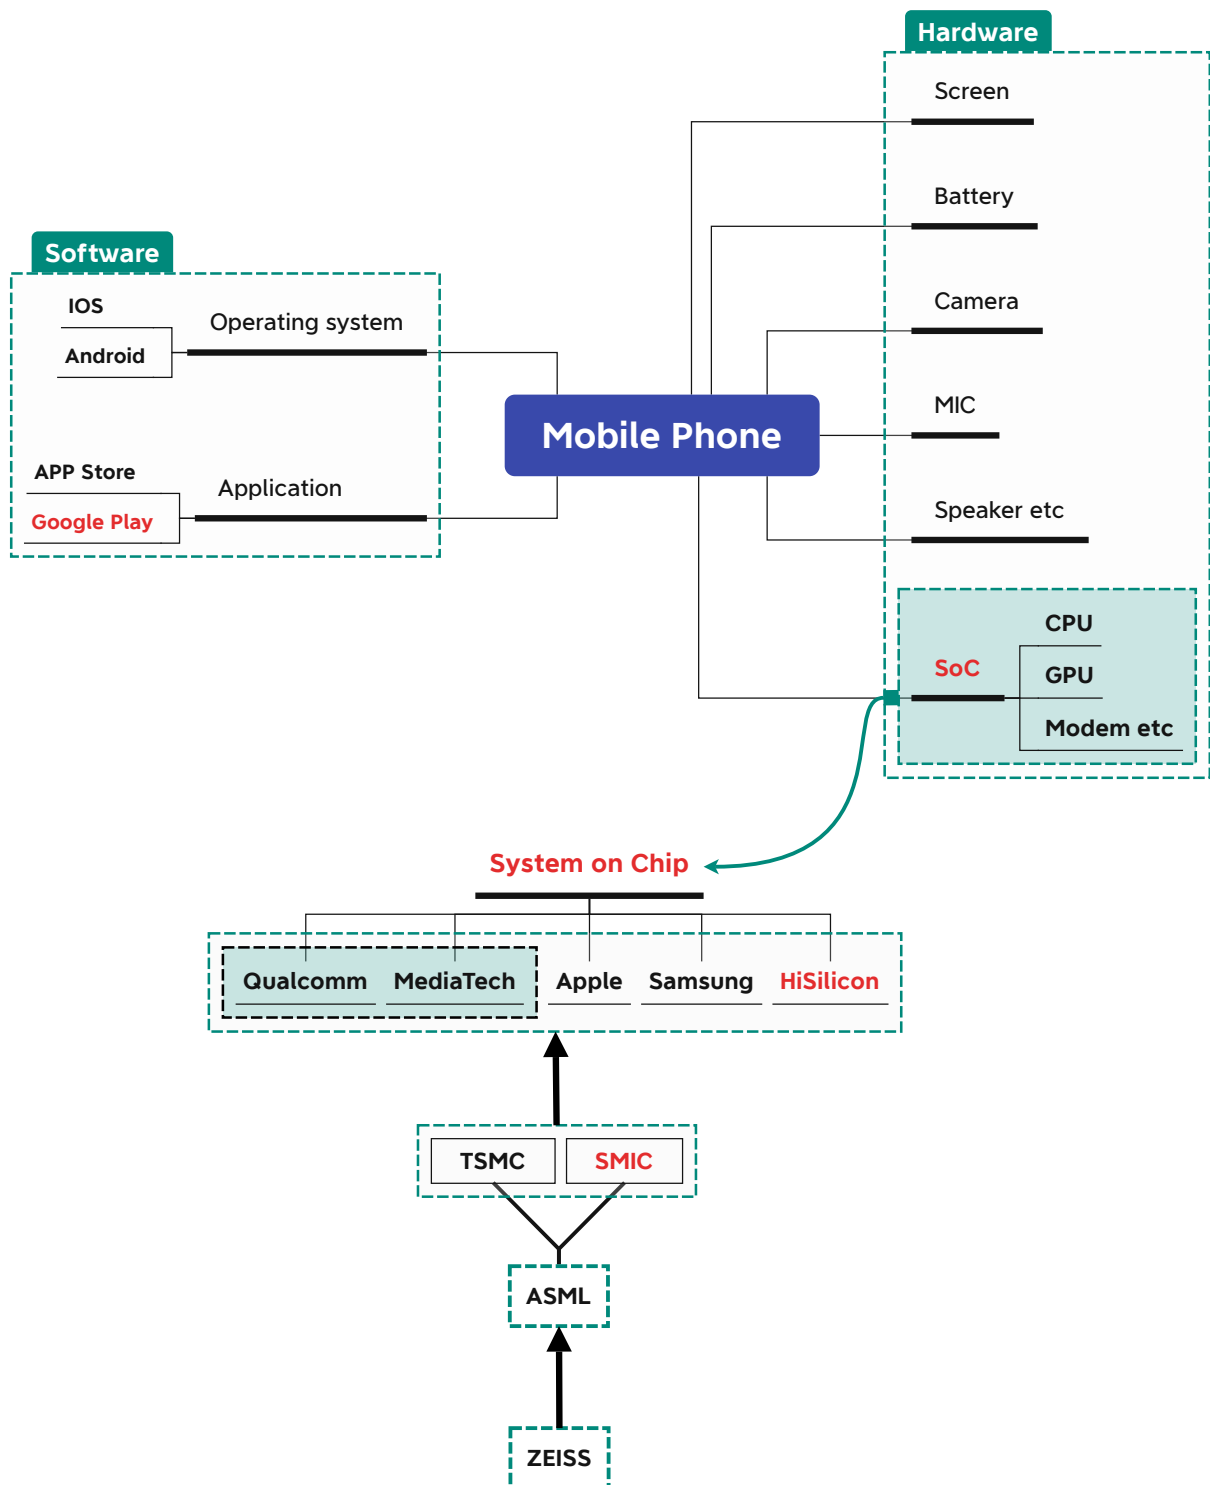 Hardware
Screen
Battery
Software
IOS
Operating system
Android
Camera
MIC
Mobile Phone
APP Store
Application
Google Play
Speaker etc
CPU
SoC
GPU
Modem etc
System on Chip
Qualcomm
MediaTech
Apple
Samsung
HiSilicon
TSMC
SMIC
ASML
ZEISS